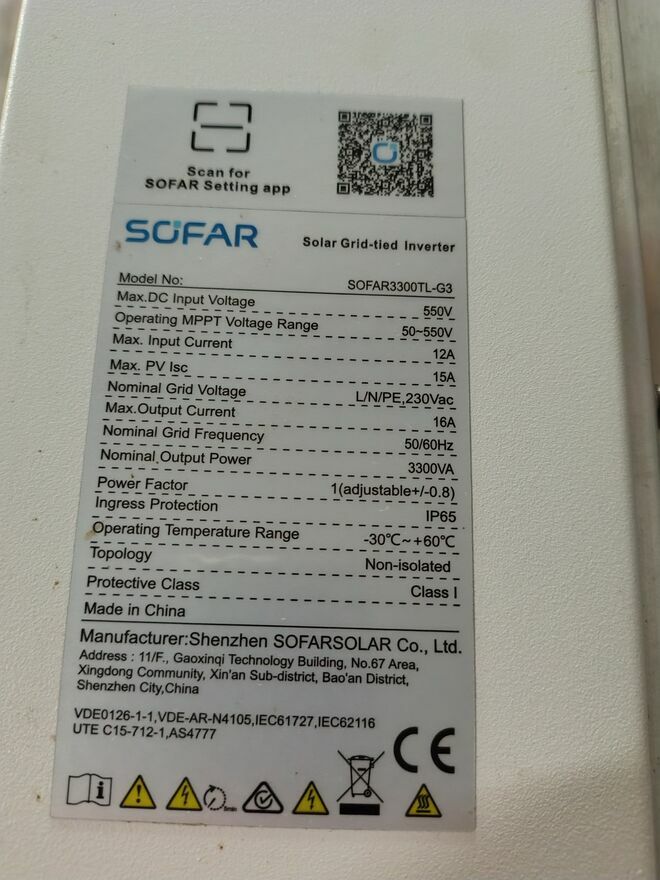 Scan for
SOFAR Setting app
SOFAR
Solar Grid-tied Inverter
Model No: SOFAR3300TL-G3
Max.DC Input Voltage 550V
Operating MPPT Voltage Range 50~550V
Max. Input Current 12A
Max. PV Isc 15A
Nominal Grid Voltage L/N/PE,230Vac
Max.Output Current 16A
Nominal Grid Frequency 50/60Hz
Nominal Output Power 3300VA
Power Factor 1(adjustable+/-0.8)
Ingress Protection IP65
Operating Temperature Range -30℃~+60℃
Topology Non-isolated
Protective Class Class I
Made in China
Manufacturer:Shenzhen SOFARSOLAR Co., Ltd.
Address : 11/F., Gaoxinqi Technology Building, No.67 Area,
Xingdong Community, Xin'an Sub-district, Bao'an District,
Shenzhen City,China
VDE0126-1-1,VDE-AR-N4105,IEC61727,IEC62116
UTE C15-712-1,AS4777
CE
5min